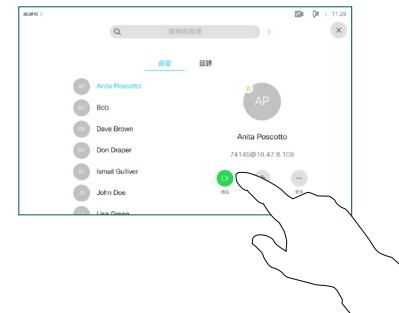 acano >
11:28
搜尋或撥號
最愛
目錄
AP
Anita Poscotto
Bob
Dave Brown
Don Draper
Ismail Gulliver
John Doe
Lisa Green
AP
Anita Poscotto
74145@10.47.8.108